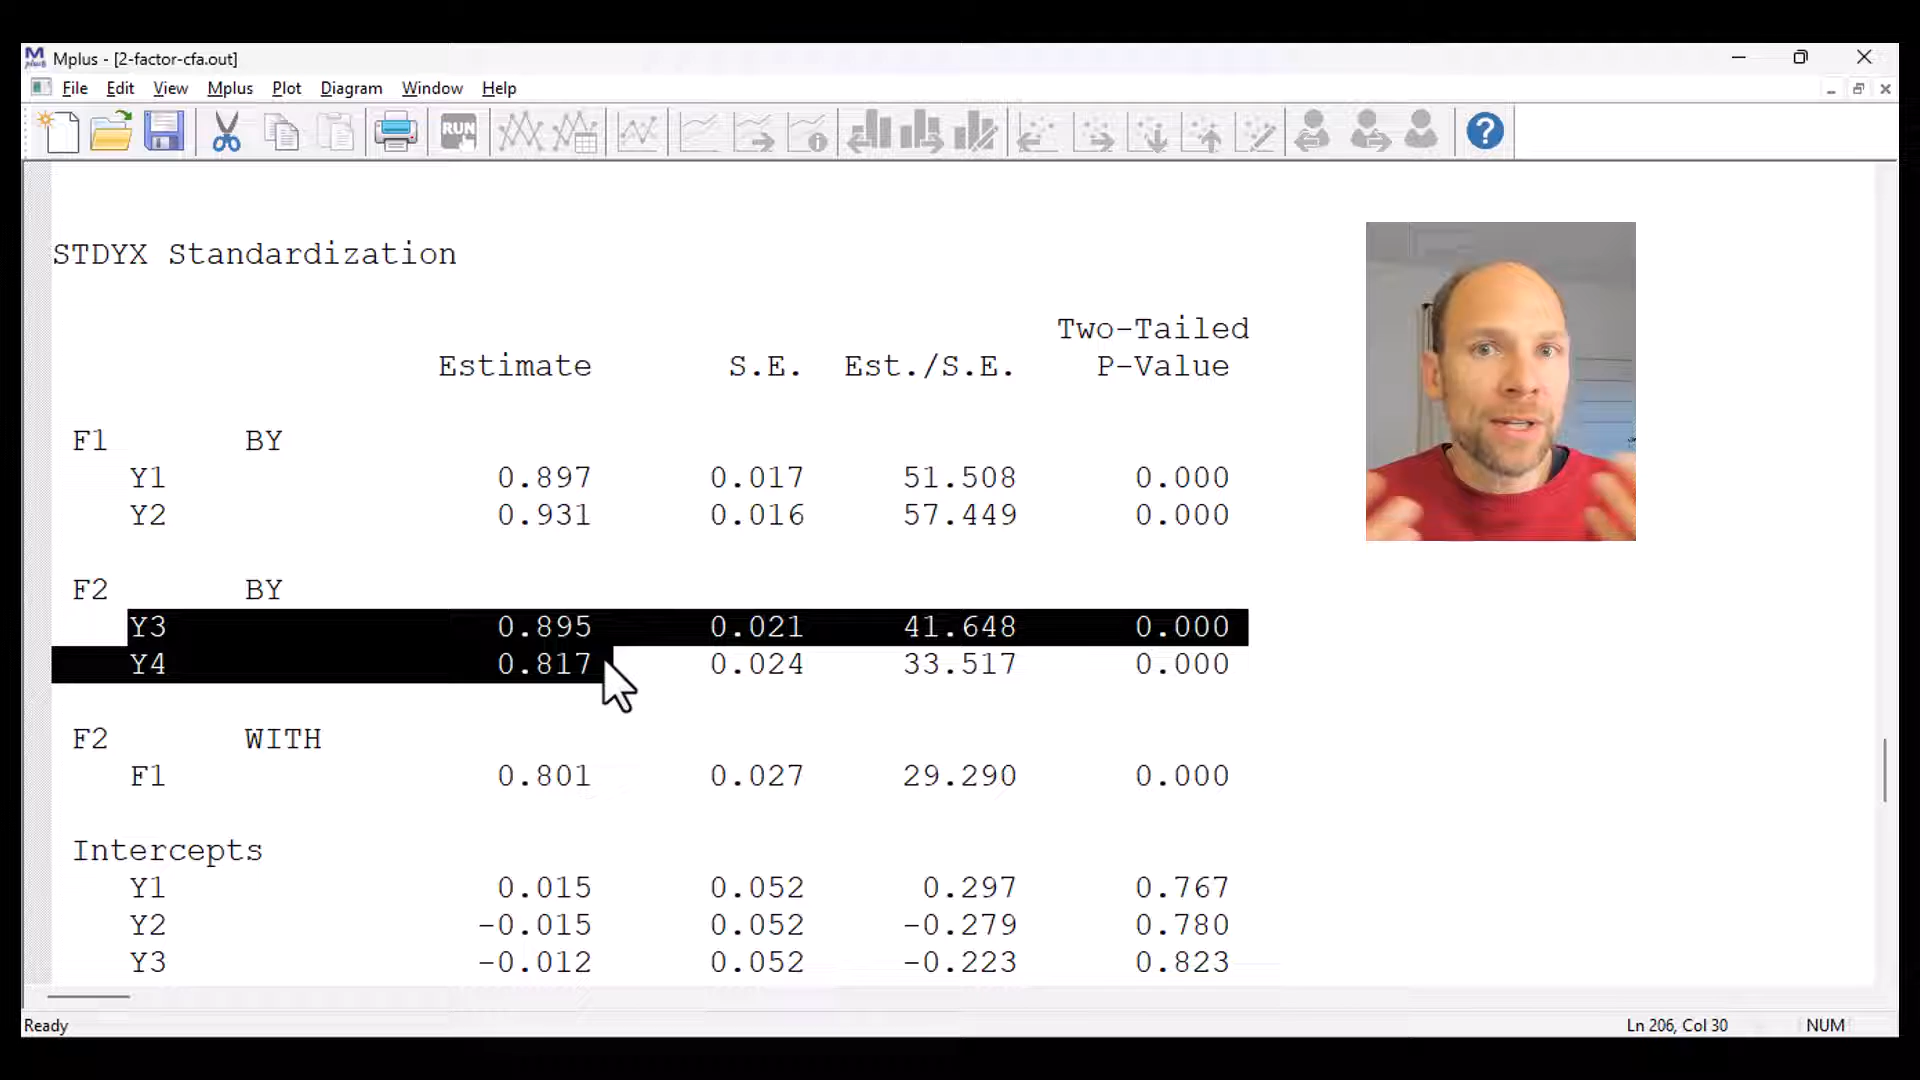 Mplus - [2-factor-cfa.out]
File Edit View Mplus Plot Diagram Window Help
RUN
STDYX Standardization
Two-Tailed
Estimate S.E. Est./S.E. P-Value
F1 BY
Y1 0.897 0.017 51.508 0.000
Y2 0.931 0.016 57.449 0.000
F2 BY
Y3 0.895 0.021 41.648 0.000
Y4 0.817 0.024 33.517 0.000
F2 WITH
F1 0.801 0.027 29.290 0.000
Intercepts
Y1 0.015 0.052 0.297 0.767
Y2 -0.015 0.052 -0.279 0.780
Y3 -0.012 0.052 -0.223 0.823
Ready Ln 206, Col 30 NUM